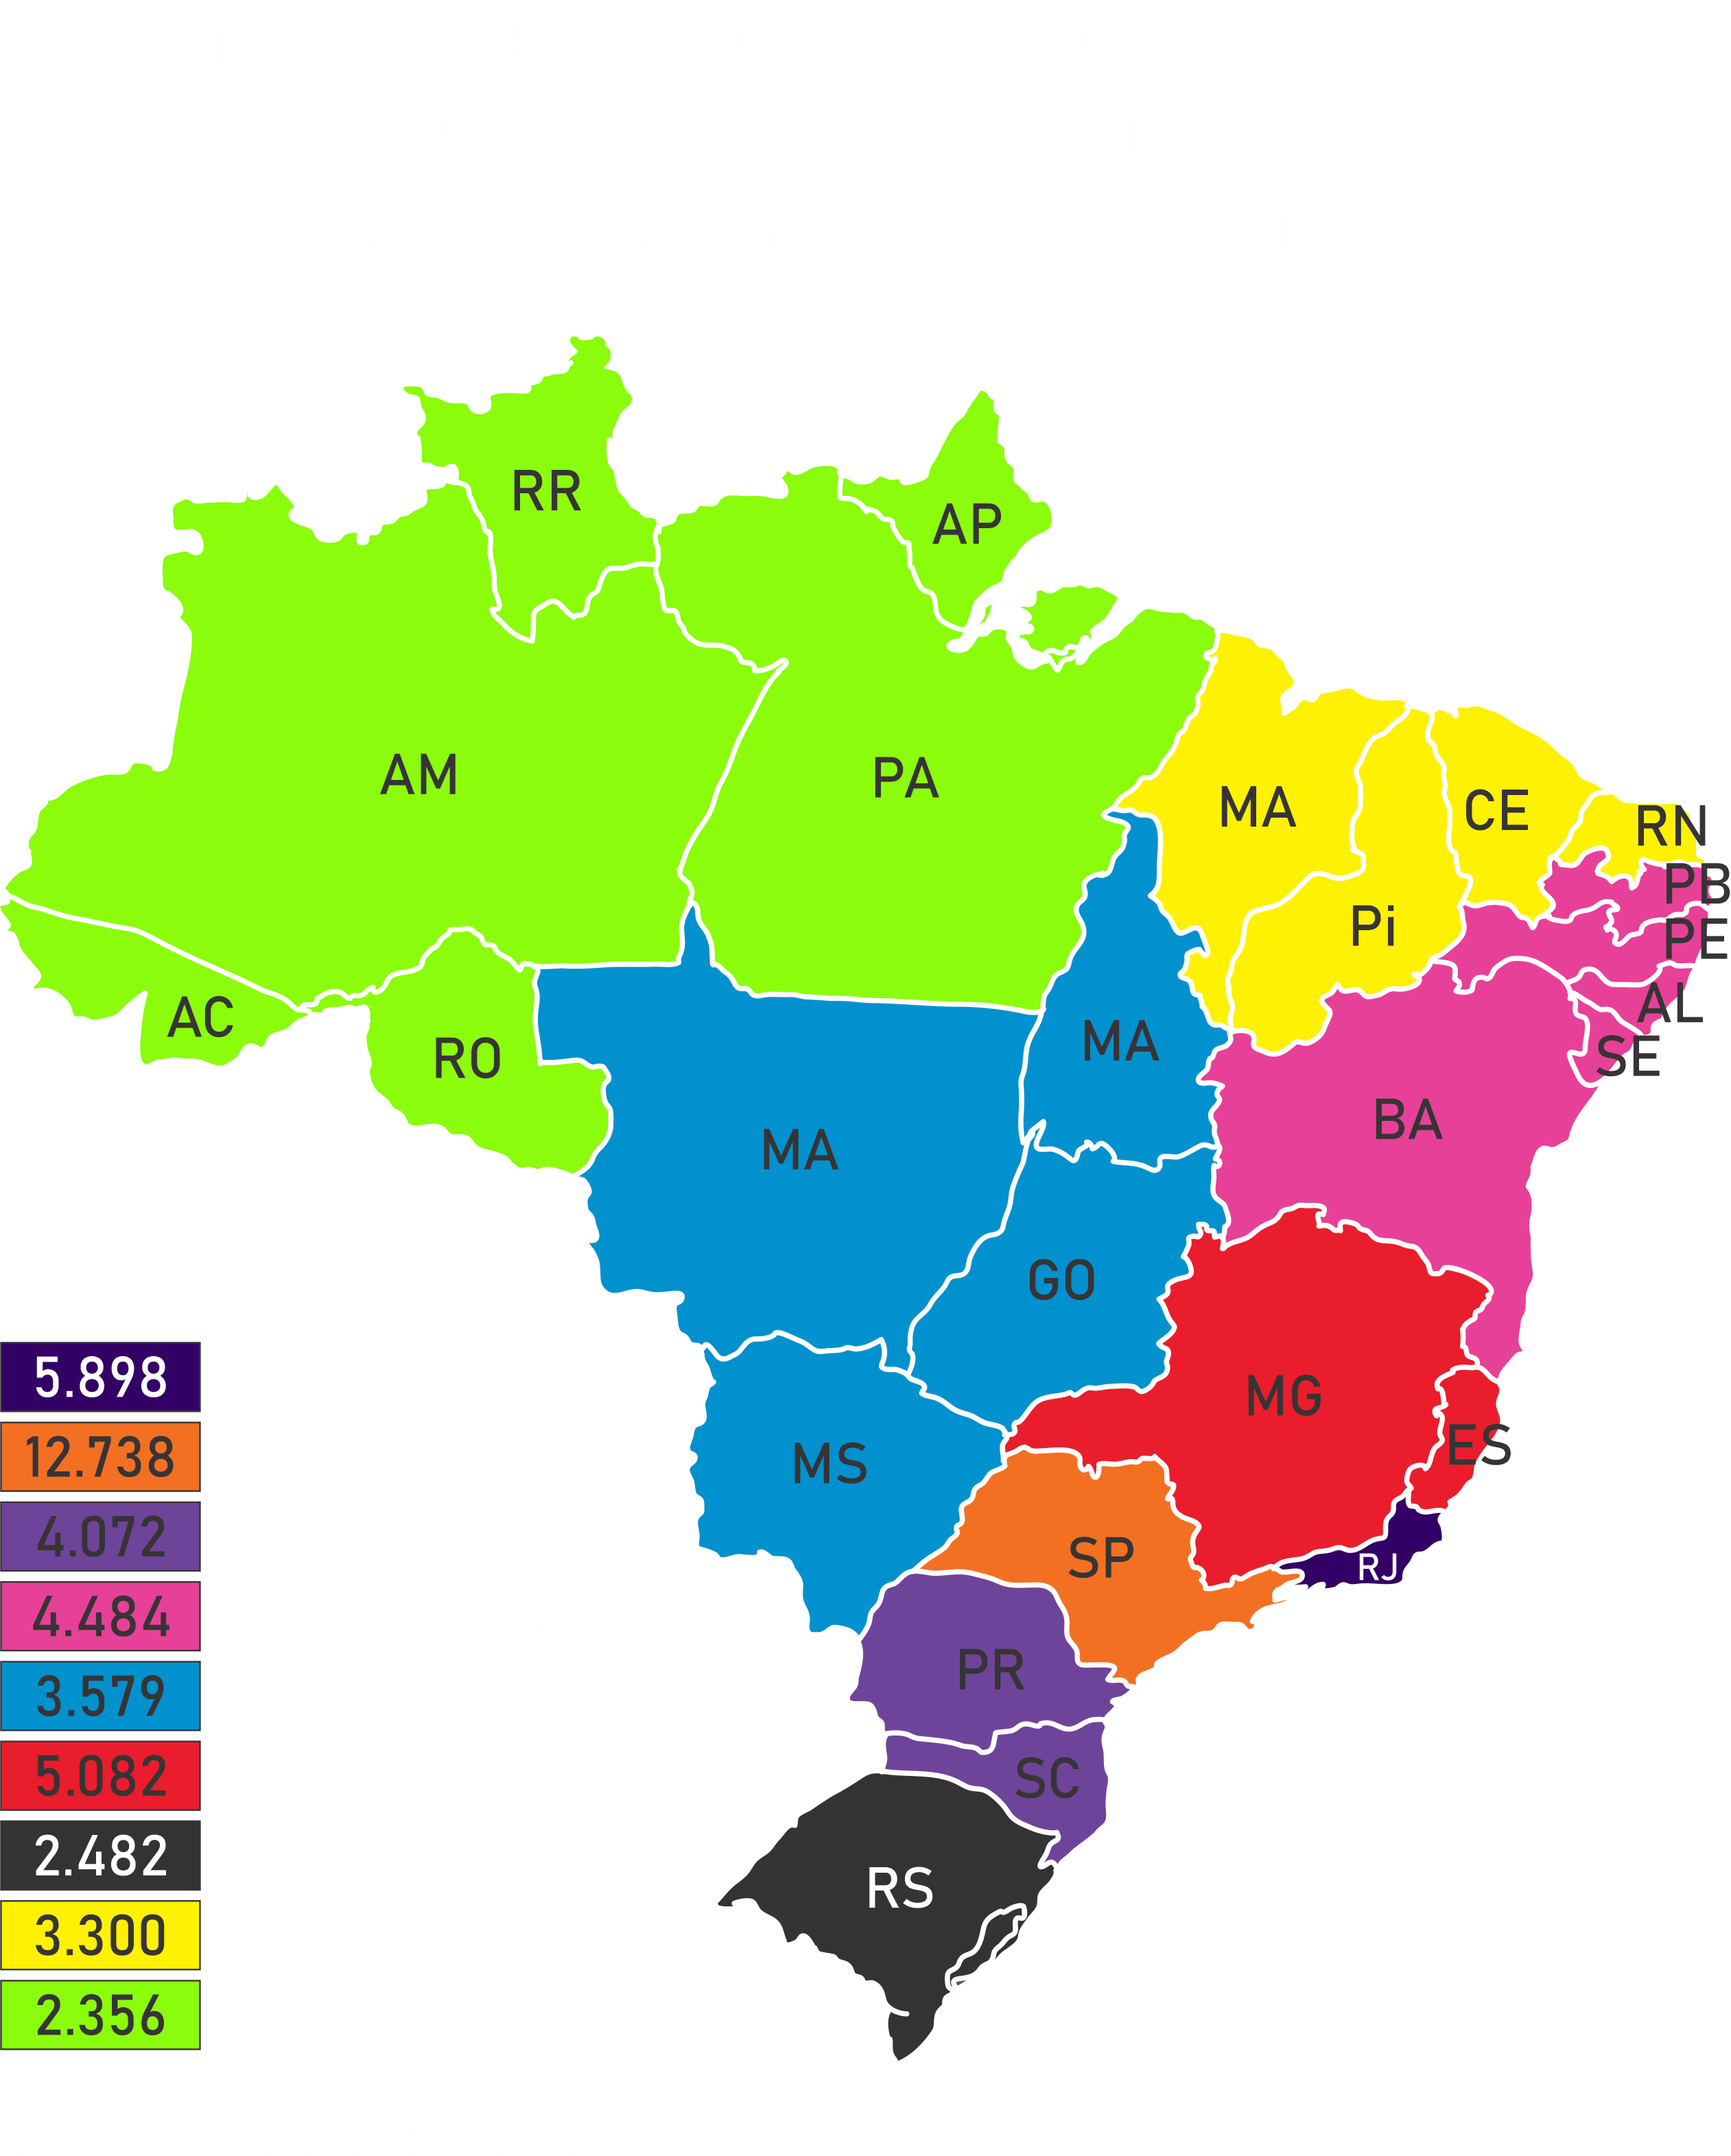 RR
AP
AM
PA
MA
CE
RN
PB
Pi
PE
AC
AL
RO
MA
SE
BA
MA
GO
5.898
MG
12.738
ES
MS
4.072
SP
RJ
4.484
3.579
PR
5.082
SC
2.482
RS
3.300
2.356